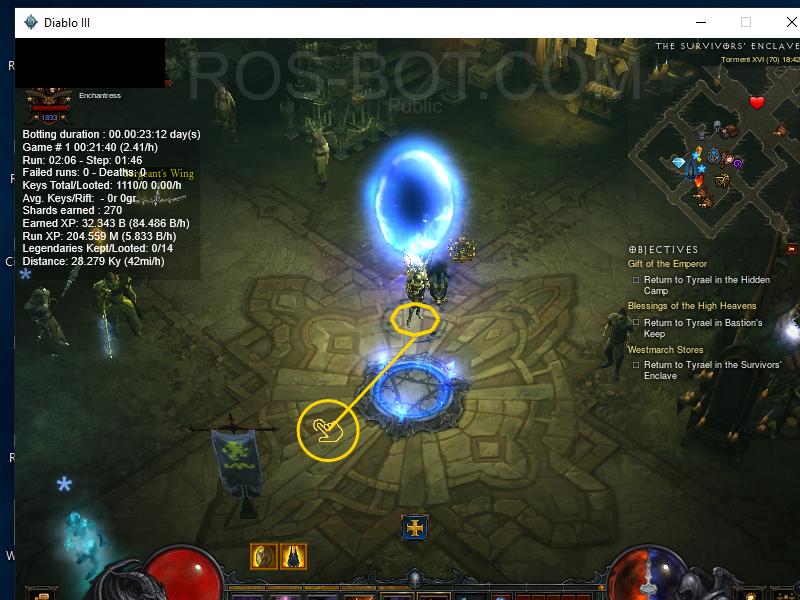 Diablo III
ROS-BOT.COM
Public
THE SURVIVORS' ENCLAVE
Torment XVI (70) 18:42
Enchantress
1833
Botting duration : 00.00:23:12 day(s)
Game # 1 00:21:40 (2.41/h)
Run: 02:06 - Step: 01:46
Failed runs: 0 - Deaths: 0
Keys Total/Looted: 1110/0 0.00/h
Avg. Keys/Rift: - 0r 0gr
Shards earned : 270
Earned XP: 32.343 B (84.486 B/h)
Run XP: 204.559 M (5.833 B/h)
Legendaries Kept/Looted: 0/14
Distance: 28.279 Ky (42mi/h)
OBJECTIVES
Gift of the Emperor
Return to Tyrael in the Hidden
Camp
Blessings of the High Heavens
Return to Tyrael in Bastion's
Keep
Westmarch Stores
Return to Tyrael in the Survivors'
Enclave